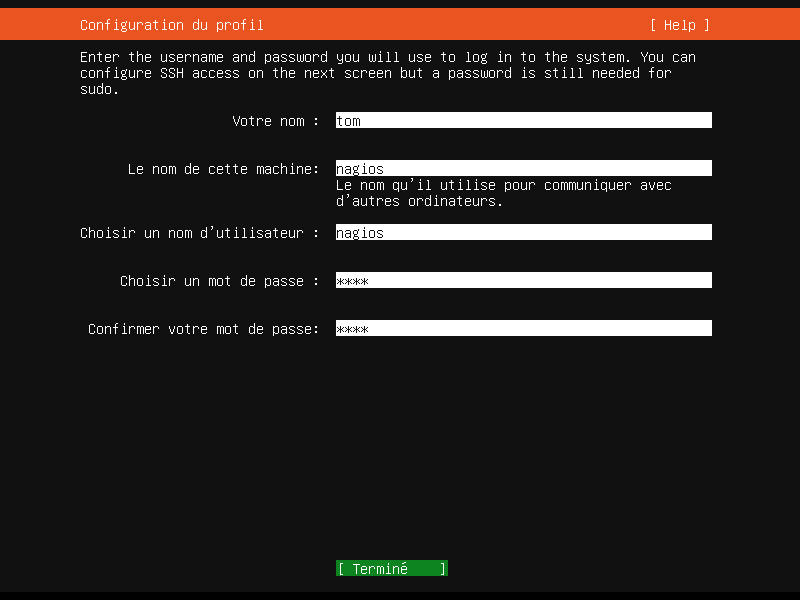 Configuration du profil [ Help ]
Enter the username and password you will use to log in to the system. You can
configure SSH access on the next screen but a password is still needed for
sudo.
Votre nom : tom
Le nom de cette machine: nagios
Le nom qu'il utilise pour communiquer avec
d'autres ordinateurs.
Choisir un nom d'utilisateur : nagios
Choisir un mot de passe : ****
Confirmer votre mot de passe: ****
[ Terminé ]